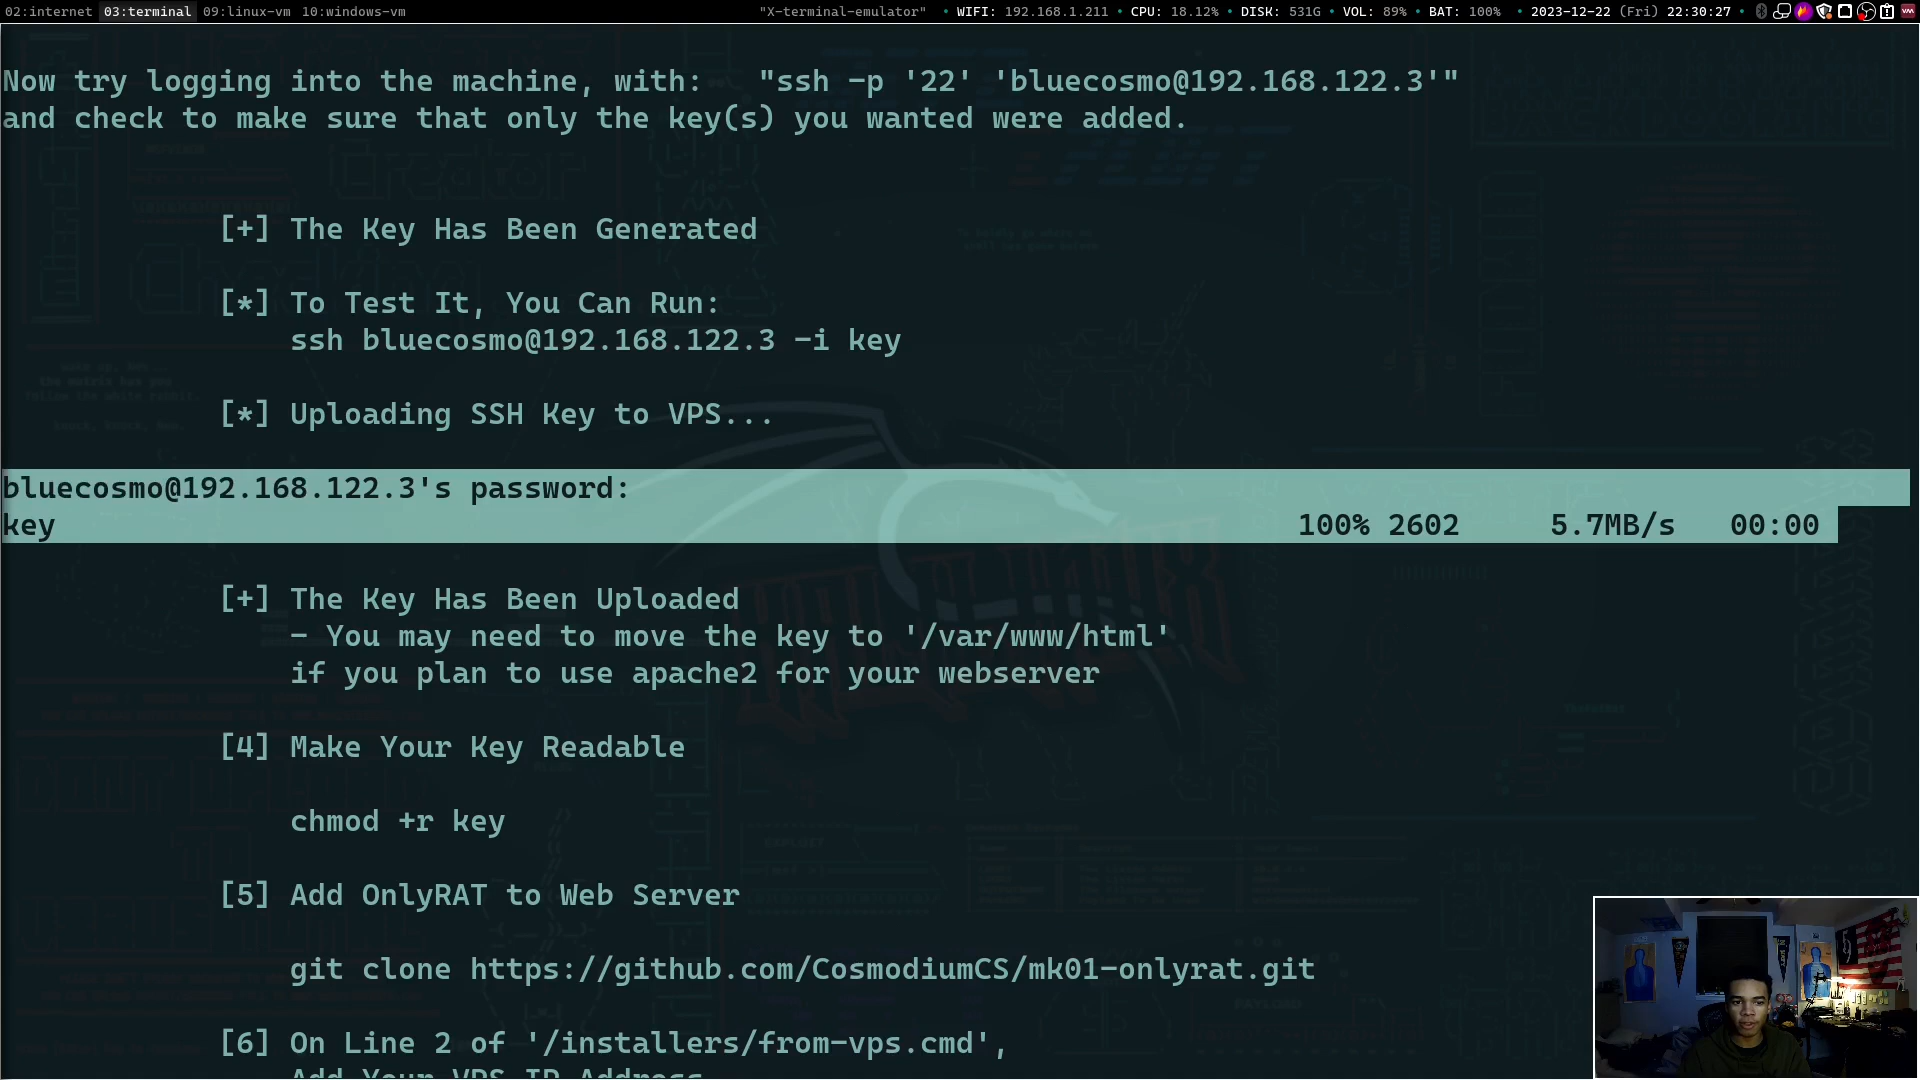 02:internet 03:terminal 09:linux-vm 10:windows-vm "X-terminal-emulator" • WIFI: 192.168.1.211 • CPU: 18.12% • DISK: 531G • VOL: 89% • BAT: 100% • 2023-12-22 (Fri) 22:30:27 •
Now try logging into the machine, with:   "ssh -p '22' 'bluecosmo@192.168.122.3'"
and check to make sure that only the key(s) you wanted were added.
[+] The Key Has Been Generated
[*] To Test It, You Can Run:
ssh bluecosmo@192.168.122.3 -i key
[*] Uploading SSH Key to VPS...
bluecosmo@192.168.122.3's password:
key 100% 2602 5.7MB/s 00:00
[+] The Key Has Been Uploaded
- You may need to move the key to '/var/www/html'
if you plan to use apache2 for your webserver
[4] Make Your Key Readable
chmod +r key
[5] Add OnlyRAT to Web Server
git clone https://github.com/CosmodiumCS/mk01-onlyrat.git
[6] On Line 2 of '/installers/from-vps.cmd',
Add Your VPS IP Address